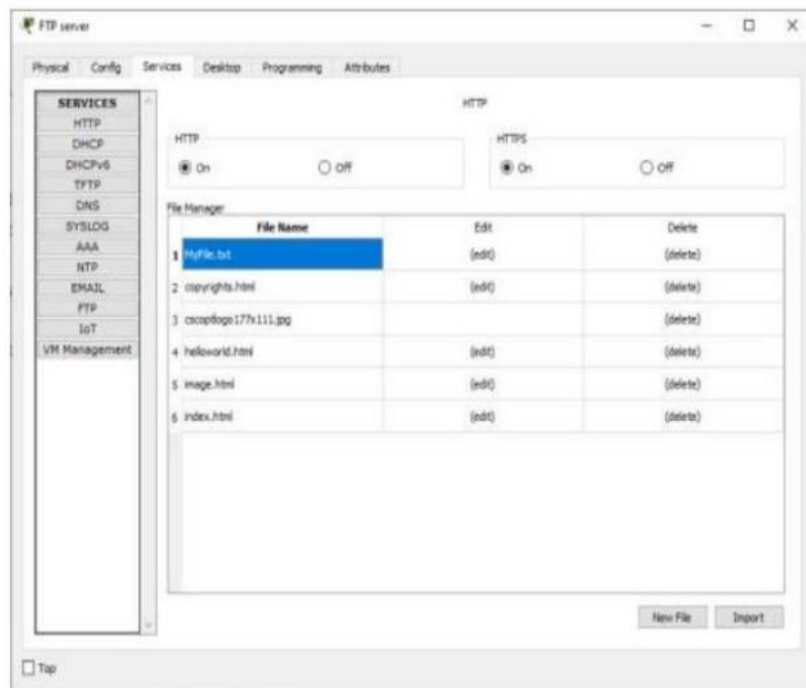 FTP server
Physical Config Services Desktop Programming Attributes
SERVICES
HTTP
DHCP
DHCPv6
TFTP
DNS
SYSLOG
AAA
NTP
EMAIL
FTP
IoT
VM Management
HTTP
HTTP
On Off
HTTPS
On Off
File Manager
File Name Edit Delete
1 MyFile.txt (edit) (delete)
2 copyrights.html (edit) (delete)
3 cscoptlogo177x111.jpg (delete)
4 helloworld.html (edit) (delete)
5 image.html (edit) (delete)
6 index.html (edit) (delete)
New File Import
Top